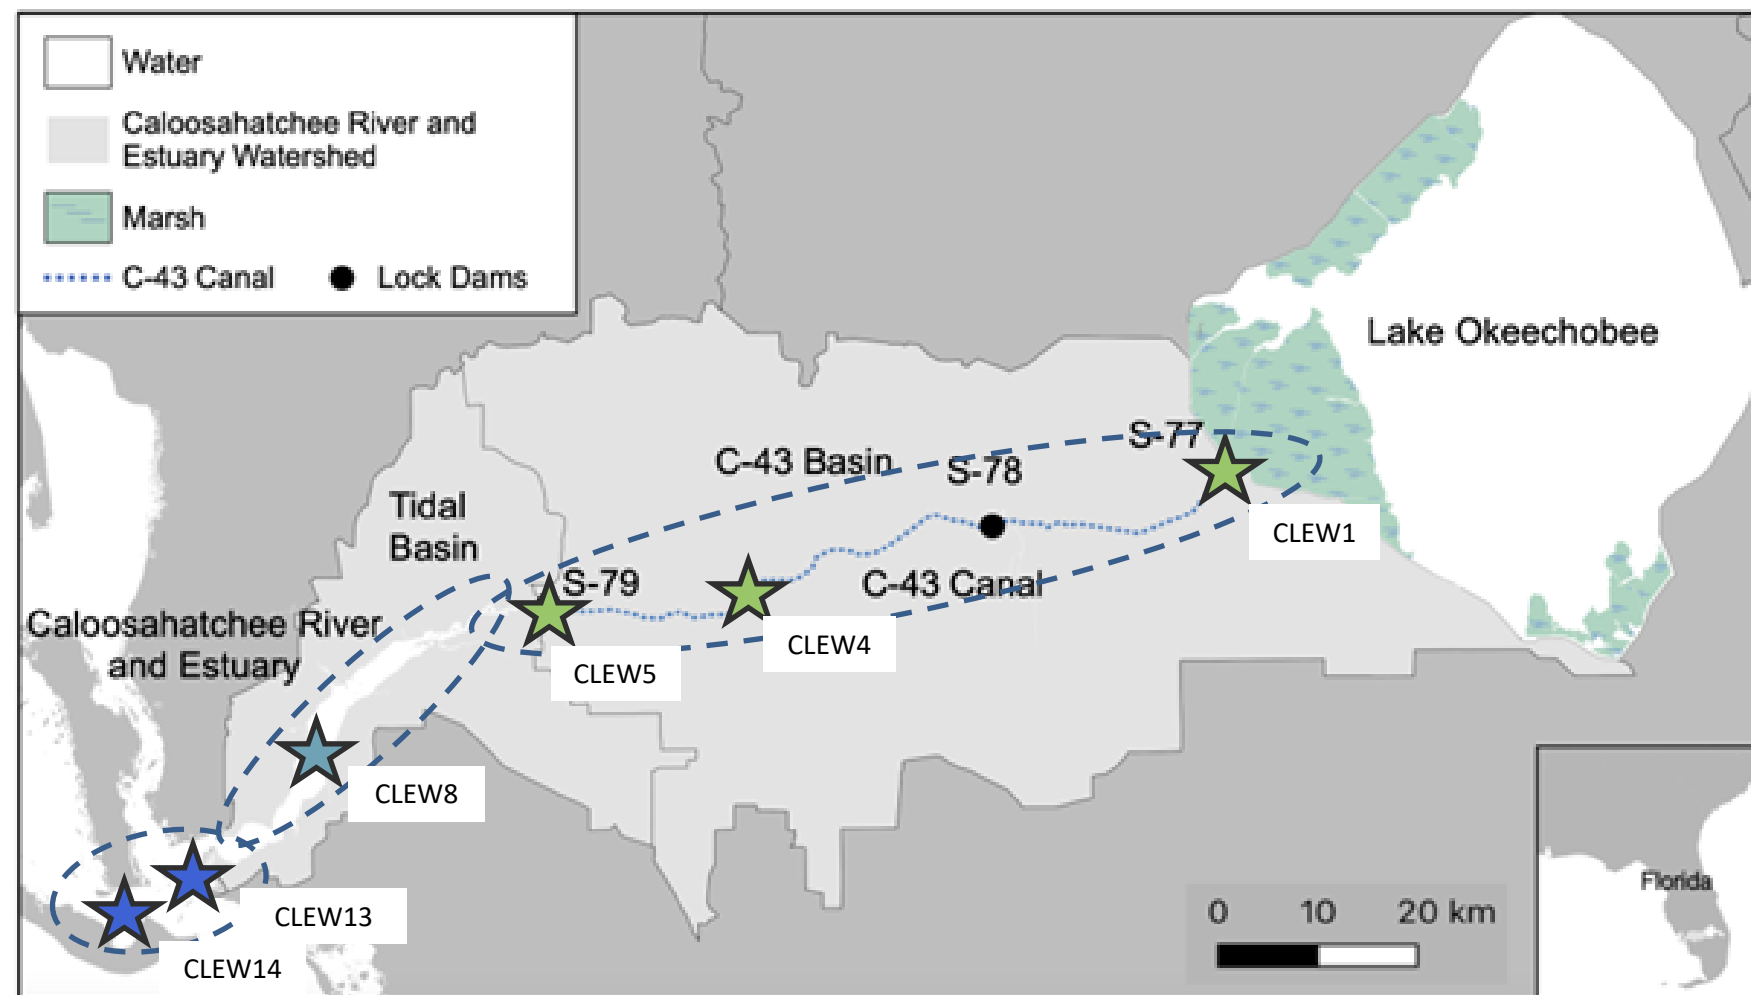 Water
Caloosahatchee River and
Estuary Watershed
Marsh
C-43 Canal
Lock Dams
Lake Okeechobee
S-77
C-43 Basin
S-78
Tidal
Basin
CLEW1
S-79
C-43 Canal
Caloosahatchee River
and Estuary
CLEW4
CLEW5
CLEW8
Florida
0 10 20 km
CLEW13
CLEW14